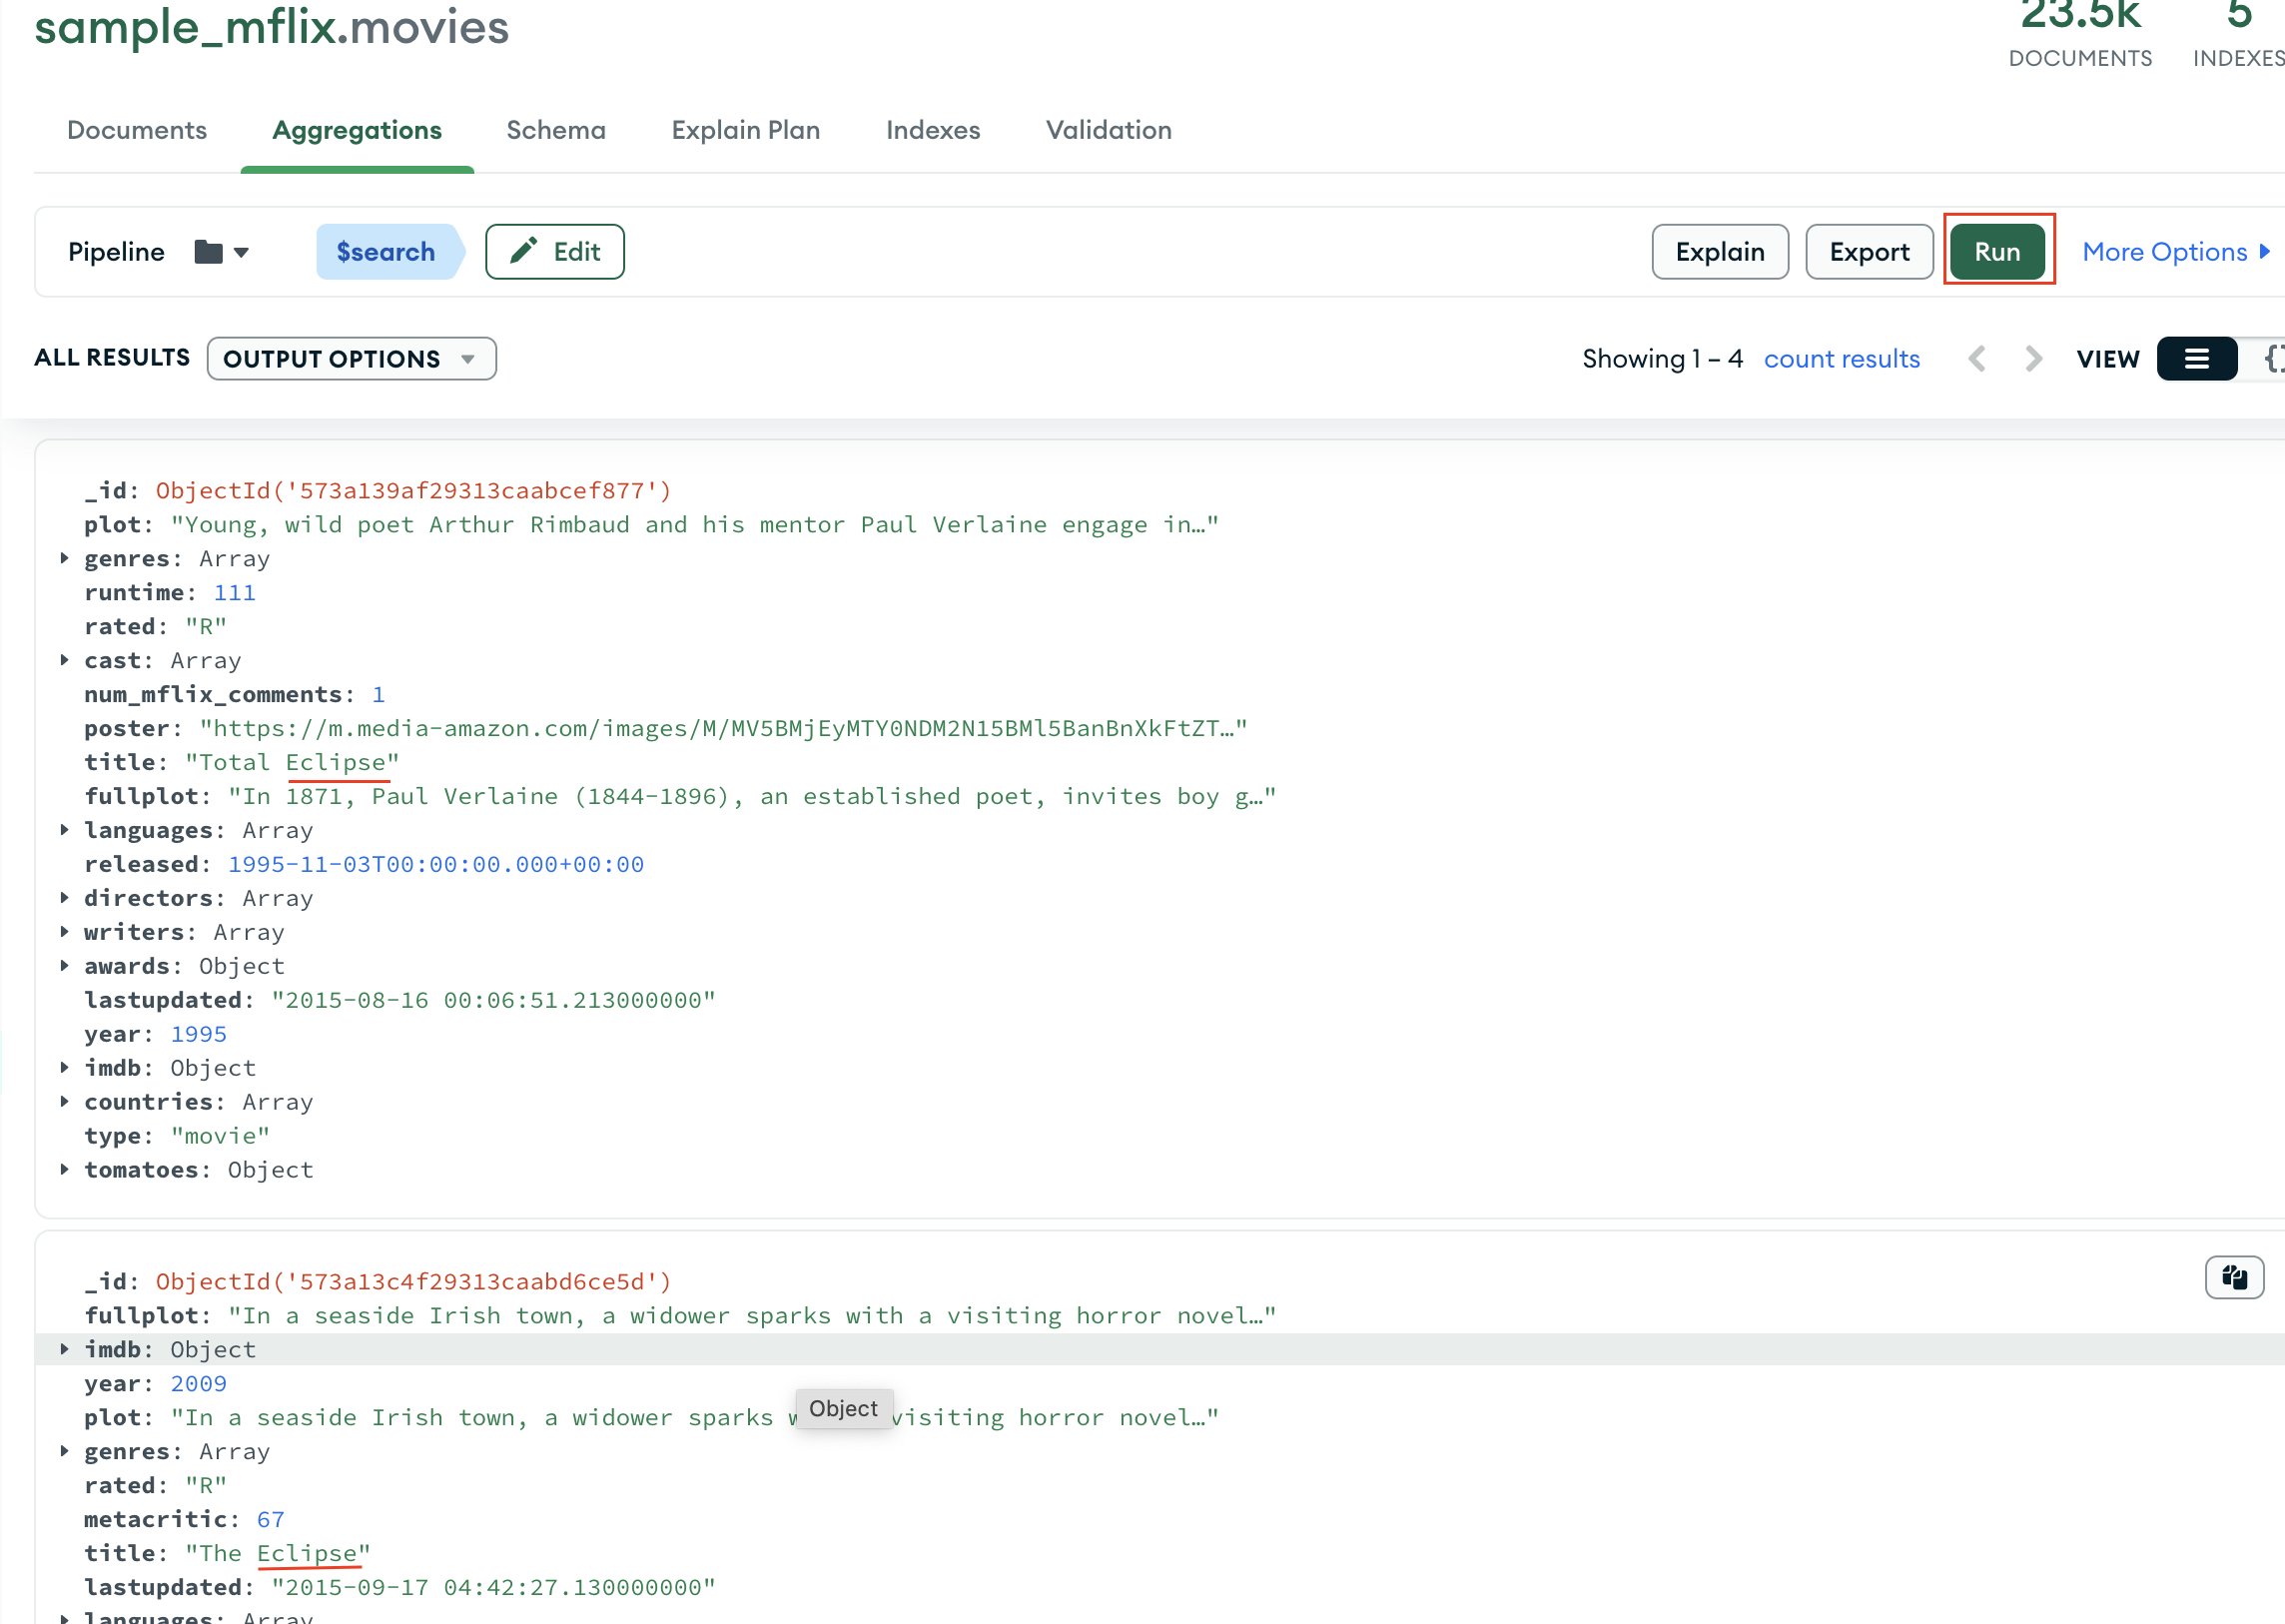 sample_mflix.movies
23.5k
5
DOCUMENTS
INDEXES
Documents
Aggregations
Schema
Explain Plan
Indexes
Validation
Pipeline
$search
Edit
Explain
Export
Run
More Options
ALL RESULTS
OUTPUT OPTIONS
Showing 1 – 4
count results
VIEW
_id: ObjectId('573a139af29313caabcef877')
plot: "Young, wild poet Arthur Rimbaud and his mentor Paul Verlaine engage in…"
genres: Array
runtime: 111
rated: "R"
cast: Array
num_mflix_comments: 1
poster: "https://m.media-amazon.com/images/M/MV5BMjEyMTY0NDM2N15BMl5BanBnXkFtZT…"
title: "Total Eclipse"
fullplot: "In 1871, Paul Verlaine (1844-1896), an established poet, invites boy g…"
languages: Array
released: 1995-11-03T00:00:00.000+00:00
directors: Array
writers: Array
awards: Object
lastupdated: "2015-08-16 00:06:51.213000000"
year: 1995
imdb: Object
countries: Array
type: "movie"
tomatoes: Object
_id: ObjectId('573a13c4f29313caabd6ce5d')
fullplot: "In a seaside Irish town, a widower sparks with a visiting horror novel…"
imdb: Object
year: 2009
plot: "In a seaside Irish town, a widower sparks visiting horror novel…"
Object
genres: Array
rated: "R"
metacritic: 67
title: "The Eclipse"
lastupdated: "2015-09-17 04:42:27.130000000"
languages: Array